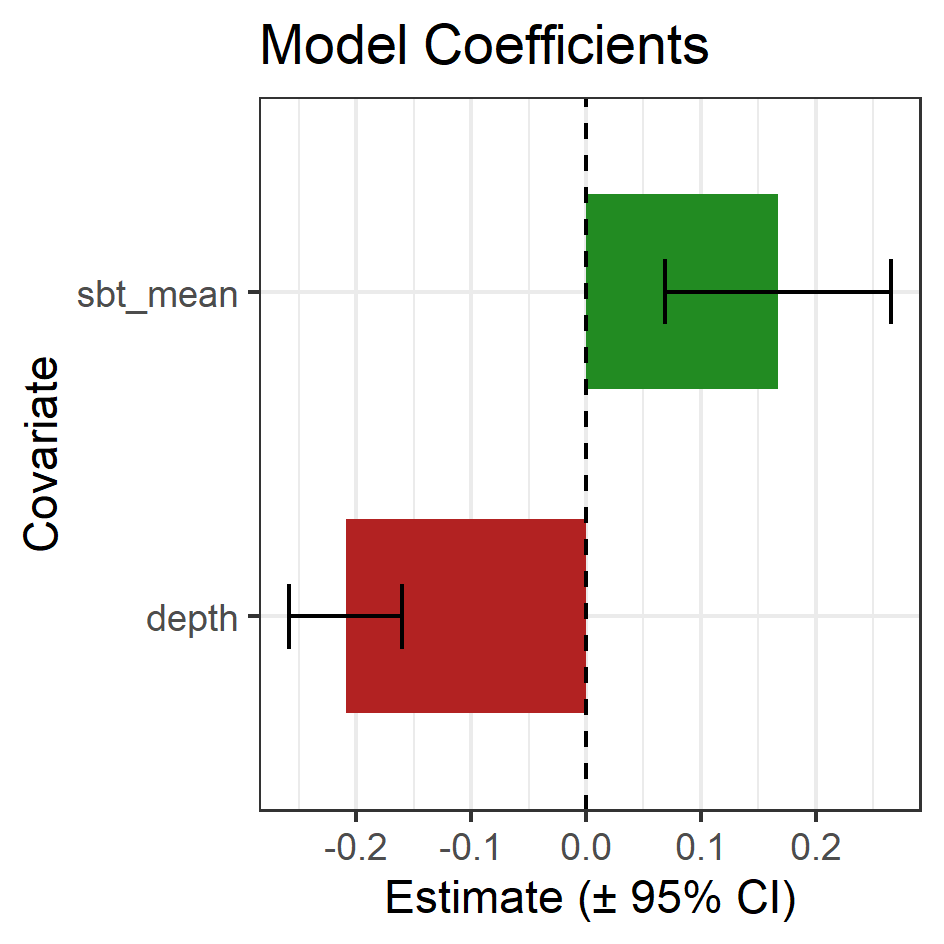 Model Coefficients
sbt_mean
depth
Covariate
-0.2 -0.1 0.0 0.1 0.2
Estimate (± 95% CI)